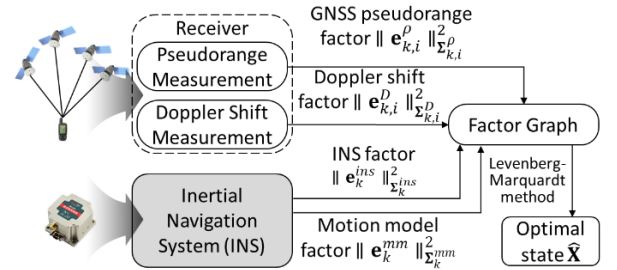 Receiver
Pseudorange
Measurement
Doppler Shift
Measurement
GNSS pseudorange
factor ‖ e^ρ_{k,i} ‖²_{Σ^ρ_{k,i}}
Doppler shift
factor ‖ e^D_{k,i} ‖²_{Σ^D_{k,i}}
Factor Graph
INS factor
‖ e^{ins}_k ‖²_{Σ^{ins}_k}
Inertial
Navigation
System (INS)
Motion model
factor ‖ e^{mm}_k ‖²_{Σ^{mm}_k}
Levenberg-
Marquardt
method
Optimal
state X̂